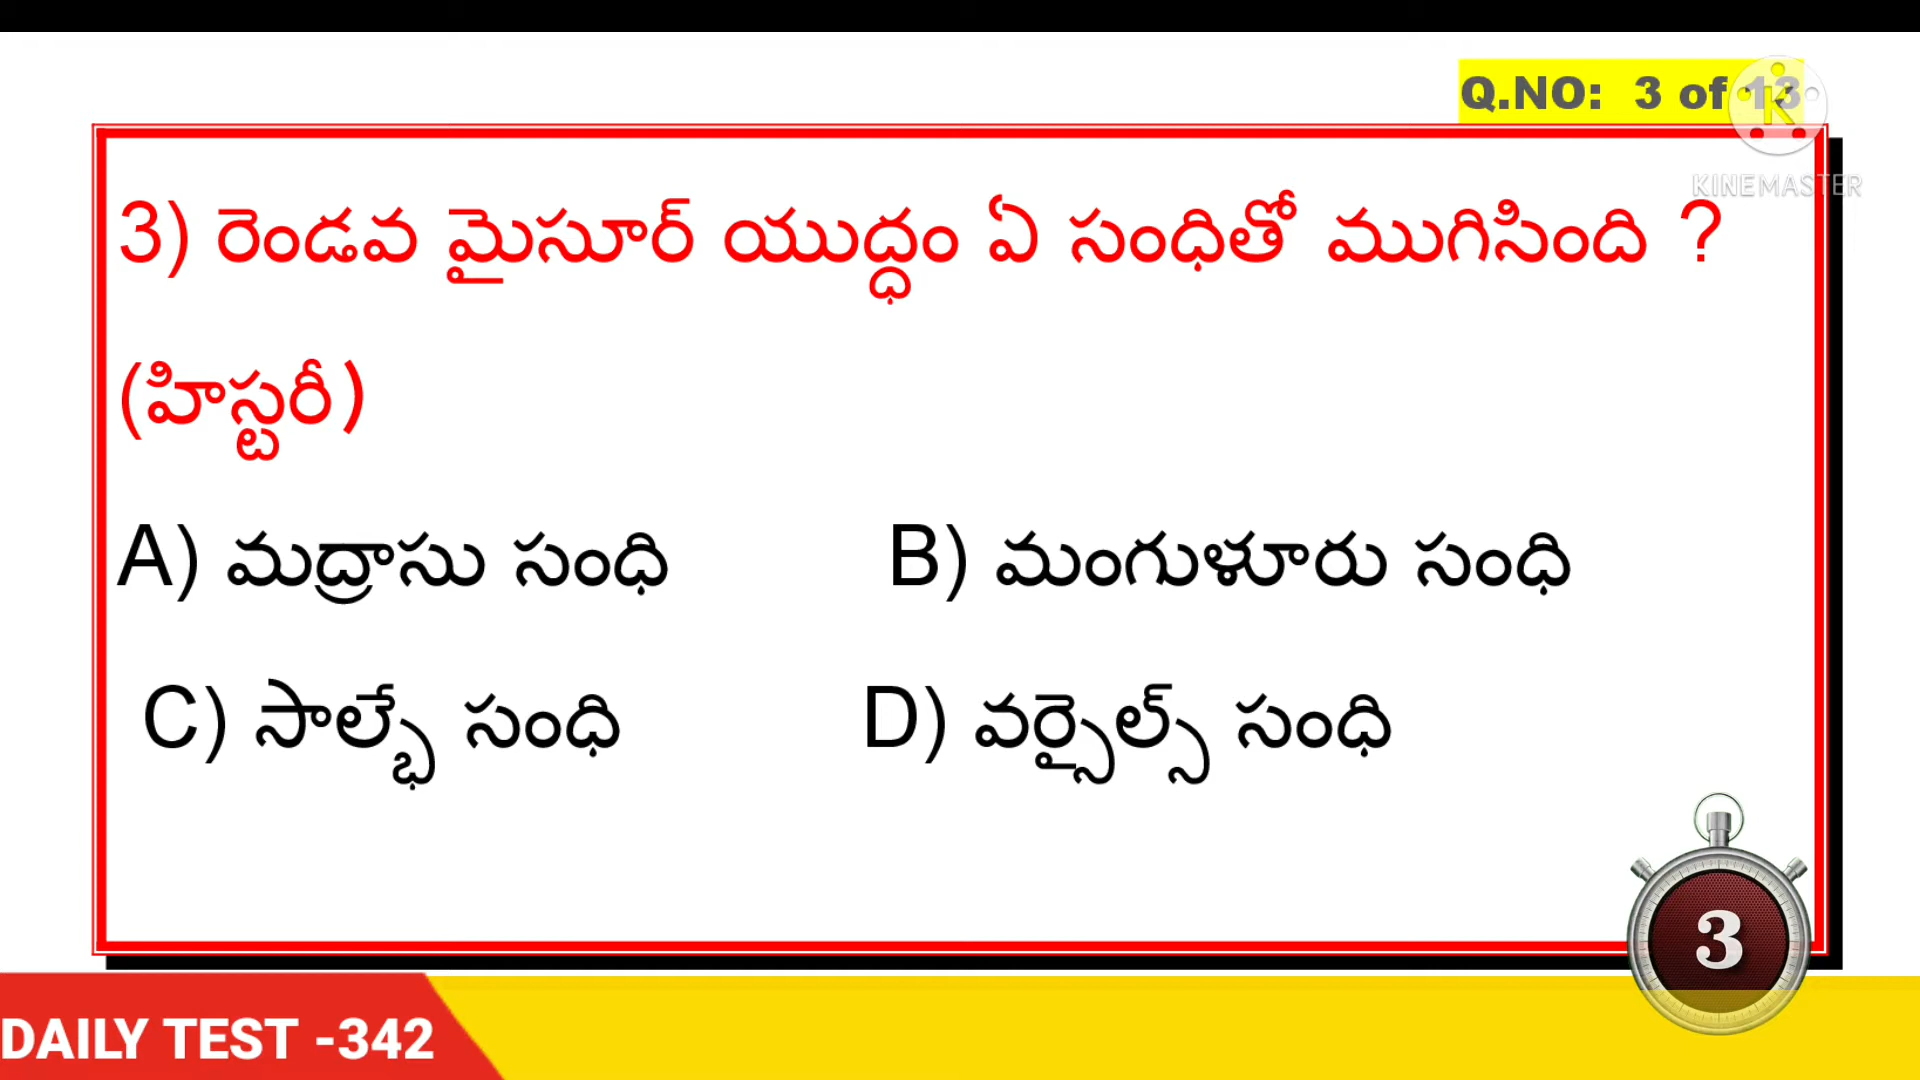 Q.NO: 3 of 13
KINEMASTER
3) రెండవ మైసూర్ యుద్ధం ఏ సంధితో ముగిసింది ?
(హిస్టరీ)
A) మద్రాసు సంధి B) మంగుళూరు సంధి
C) సాల్బే సంధి D) వర్సైల్స్ సంధి
3
DAILY TEST -342